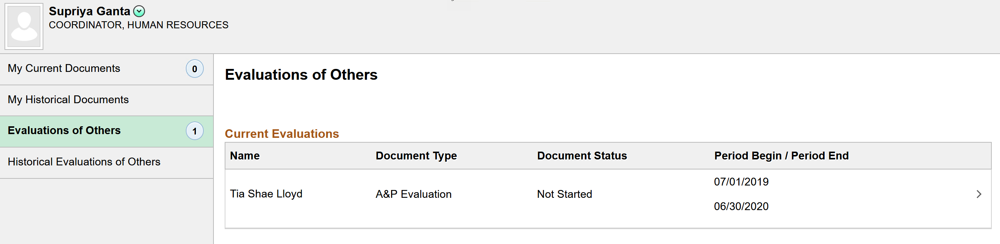 Supriya Ganta
COORDINATOR, HUMAN RESOURCES
My Current Documents 0
My Historical Documents
Evaluations of Others 1
Historical Evaluations of Others
Evaluations of Others
Current Evaluations
Name Document Type Document Status Period Begin / Period End
Tia Shae Lloyd A&P Evaluation Not Started 07/01/2019
06/30/2020